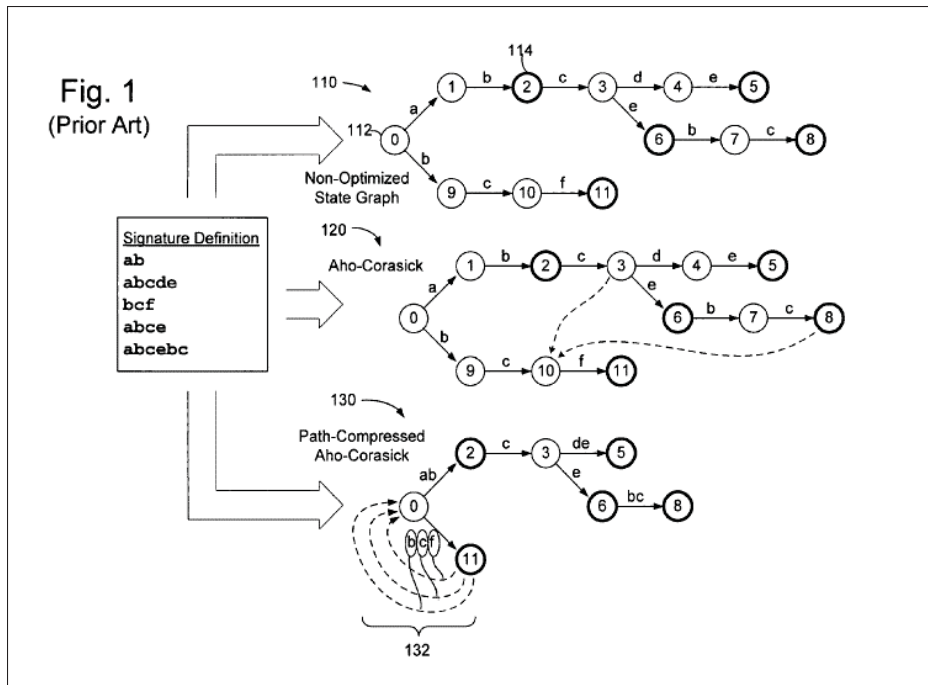 Fig. 1
(Prior Art)
Signature Definition
ab
abcde
bcf
abce
abcebc
110
112
114
0
a
1
b
2
c
3
d
4
e
5
e
6
b
7
c
8
b
9
c
10
f
11
Non-Optimized
State Graph
120
Aho-Corasick
0
a
1
b
2
c
3
d
4
e
5
e
6
b
7
c
8
b
9
c
10
f
11
130
Path-Compressed
Aho-Corasick
0
ab
2
c
3
de
5
e
6
bc
8
b c f
11
132